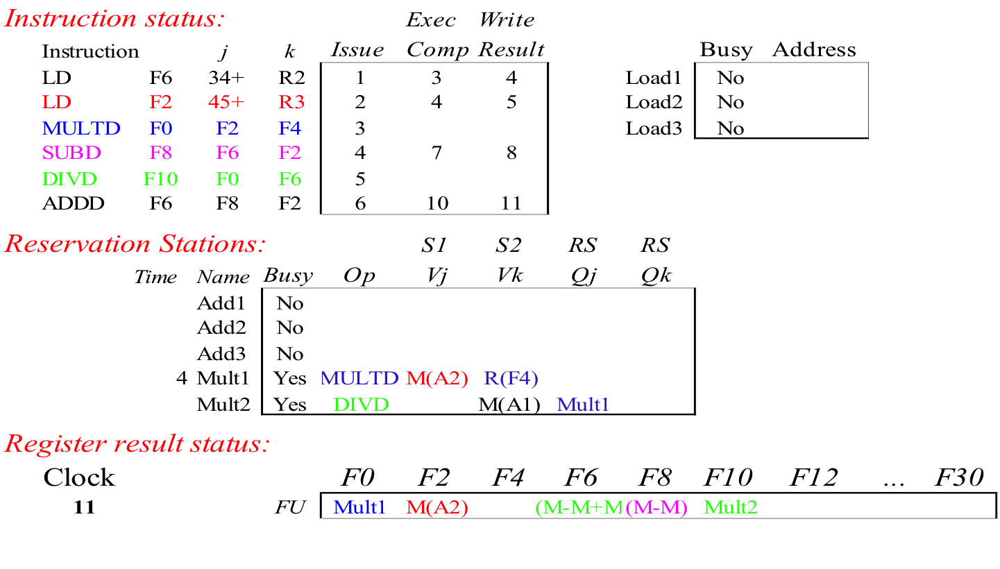 Instruction status: Exec Write
Instruction j k Issue Comp Result Busy Address
LD F6 34+ R2 1 3 4 Load1 No
LD F2 45+ R3 2 4 5 Load2 No
MULTD F0 F2 F4 3 Load3 No
SUBD F8 F6 F2 4 7 8
DIVD F10 F0 F6 5
ADDD F6 F8 F2 6 10 11
Reservation Stations: S1 S2 RS RS
Time Name Busy Op Vj Vk Qj Qk
Add1 No
Add2 No
Add3 No
4 Mult1 Yes MULTD M(A2) R(F4)
Mult2 Yes DIVD M(A1) Mult1
Register result status:
Clock F0 F2 F4 F6 F8 F10 F12 ... F30
11 FU Mult1 M(A2) (M-M+M (M-M) Mult2